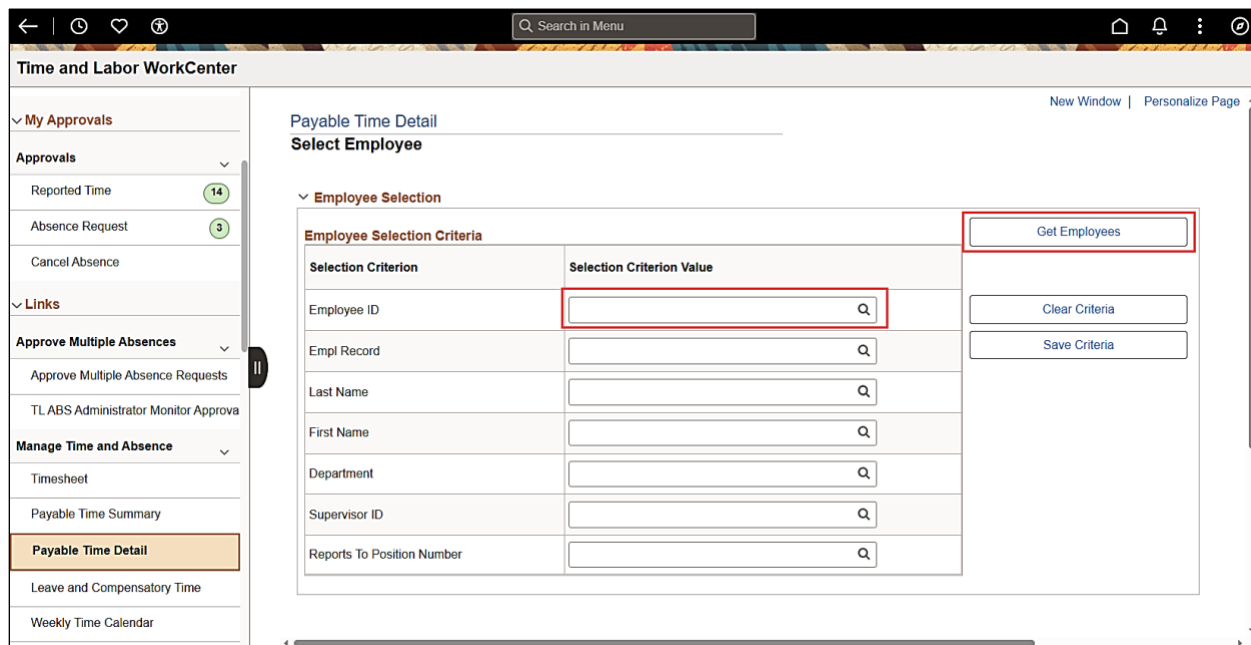 Search in Menu
Time and Labor WorkCenter
New Window | Personalize Page
My Approvals
Approvals
Reported Time 14
Absence Request 3
Cancel Absence
Links
Approve Multiple Absences
Approve Multiple Absence Requests
TL ABS Administrator Monitor Approva
Manage Time and Absence
Timesheet
Payable Time Summary
Payable Time Detail
Leave and Compensatory Time
Weekly Time Calendar
Payable Time Detail
Select Employee
Employee Selection
Employee Selection Criteria
Get Employees
Selection Criterion Selection Criterion Value
Employee ID
Clear Criteria
Empl Record
Save Criteria
Last Name
First Name
Department
Supervisor ID
Reports To Position Number